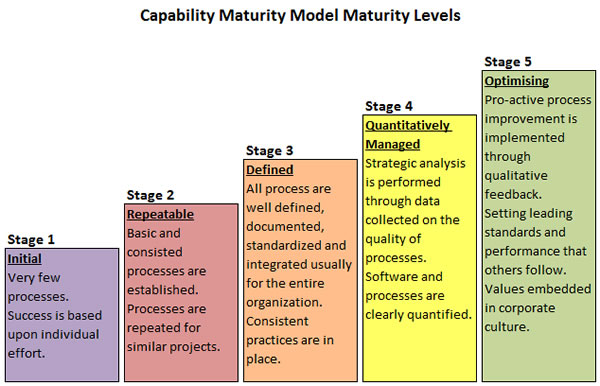 Capability Maturity Model Maturity Levels
Stage 1
Initial
Very few
processes.
Success is based
upon individual
effort.
Stage 2
Repeatable
Basic and
consisted
processes are
established.
Processes are
repeated for
similar projects.
Stage 3
Defined
All process are
well defined,
documented,
standardized and
integrated usually
for the entire
organization.
Consistent
practices are in
place.
Stage 4
Quantitatively
Managed
Strategic analysis
is performed
through data
collected on the
quality of
processes.
Software and
processes are
clearly quantified.
Stage 5
Optimising
Pro-active process
improvement is
implemented
through
qualitative
feedback.
Setting leading
standards and
performance that
others follow.
Values embedded
in corporate
culture.